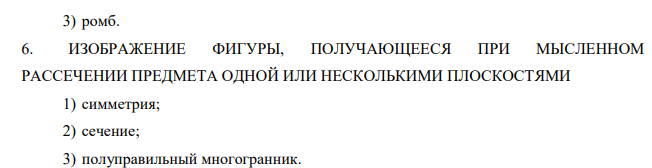 3) ромб.
6. ИЗОБРАЖЕНИЕ ФИГУРЫ, ПОЛУЧАЮЩЕЕСЯ ПРИ МЫСЛЕННОМ
РАССЕЧЕНИИ ПРЕДМЕТА ОДНОЙ ИЛИ НЕСКОЛЬКИМИ ПЛОСКОСТЯМИ
1) симметрия;
2) сечение;
3) полуправильный многогранник.